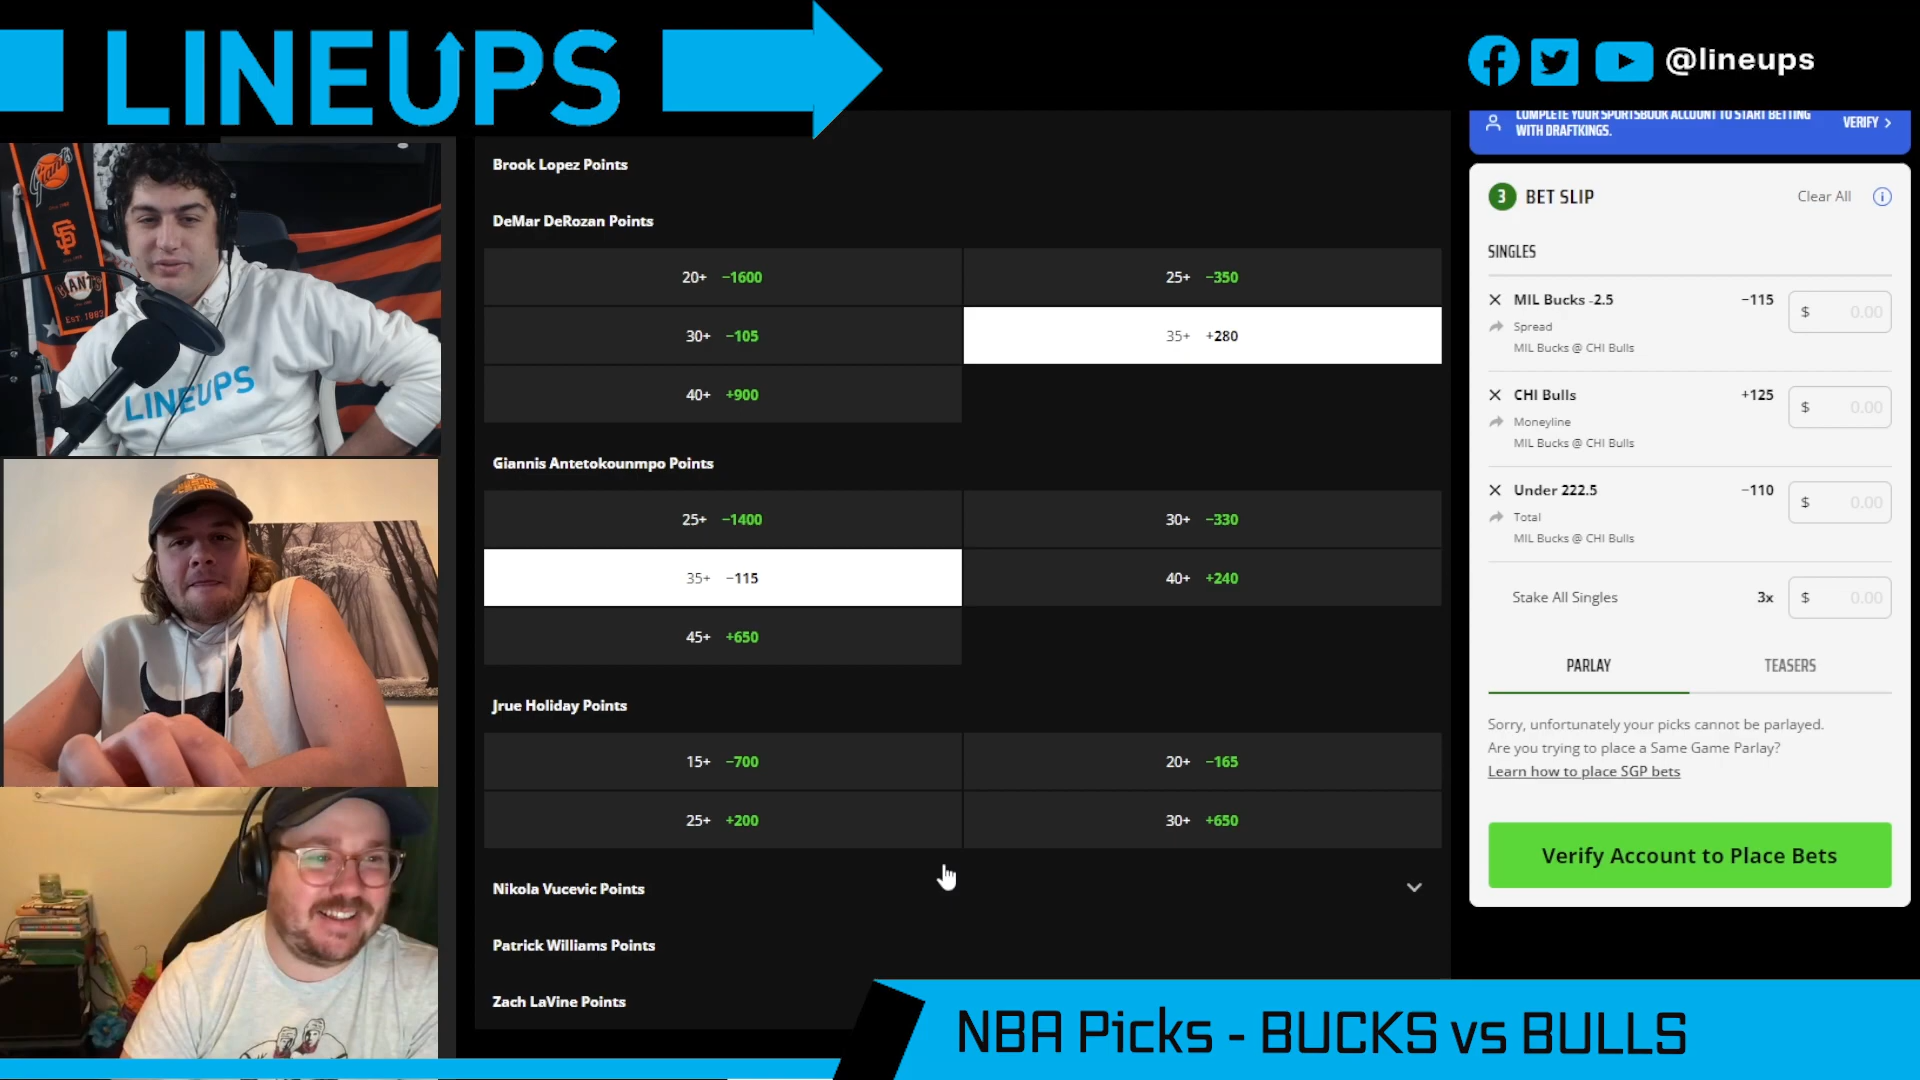 LINEUPS
@lineups
COMPLETE YOUR SPORTSBOOK ACCOUNT TO START BETTING
WITH DRAFTKINGS.
VERIFY >
Giants
SF
GIANTS
EST. 1883
LINEUPS
Brook Lopez Points
DeMar DeRozan Points
20+ −1600
25+ −350
30+ −105
35+ +280
40+ +900
Giannis Antetokounmpo Points
25+ −1400
30+ −330
35+ −115
40+ +240
45+ +650
Jrue Holiday Points
15+ −700
20+ −165
25+ +200
30+ +650
Nikola Vucevic Points
Patrick Williams Points
Zach LaVine Points
3 BET SLIP
Clear All
SINGLES
MIL Bucks -2.5 −115
$ 0.00
Spread
MIL Bucks @ CHI Bulls
CHI Bulls +125
$ 0.00
Moneyline
MIL Bucks @ CHI Bulls
Under 222.5 −110
$ 0.00
Total
MIL Bucks @ CHI Bulls
Stake All Singles 3x
$ 0.00
PARLAY
TEASERS
Sorry, unfortunately your picks cannot be parlayed.
Are you trying to place a Same Game Parlay?
Learn how to place SGP bets
Verify Account to Place Bets
NBA Picks - BUCKS vs BULLS